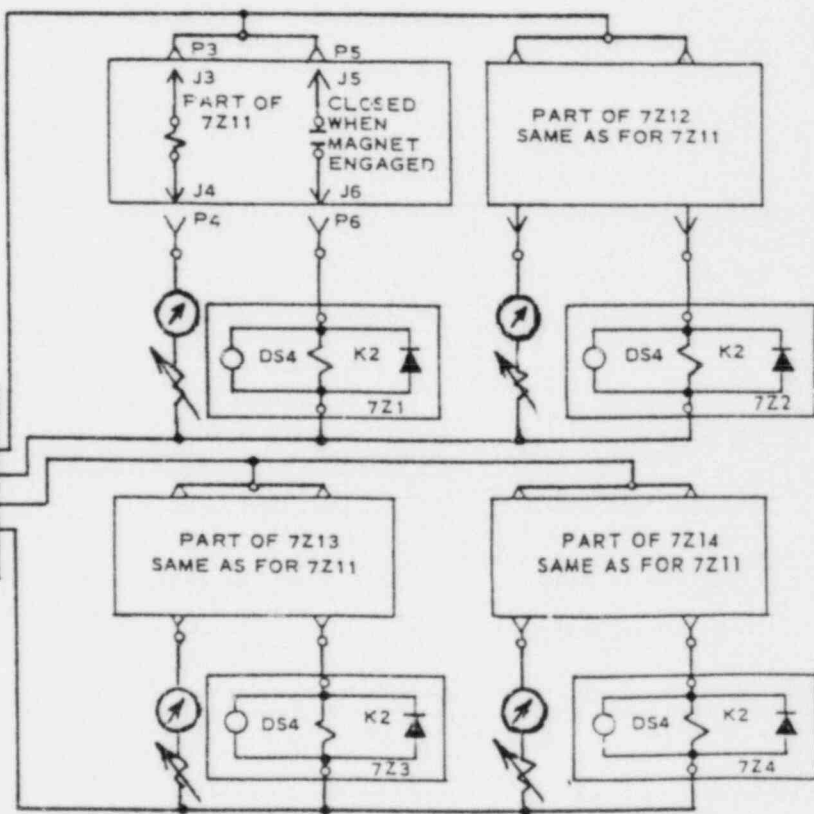 P3 P5
J3 J5
PART OF
7Z11
CLOSED
WHEN
MAGNET
ENGAGED
J4 J6
P4 P6
PART OF 7Z12
SAME AS FOR 7Z11
DS4 K2
7Z1
DS4 K2
7Z2
PART OF 7Z13
SAME AS FOR 7Z11
PART OF 7Z14
SAME AS FOR 7Z11
DS4 K2
7Z3
DS4 K2
7Z4